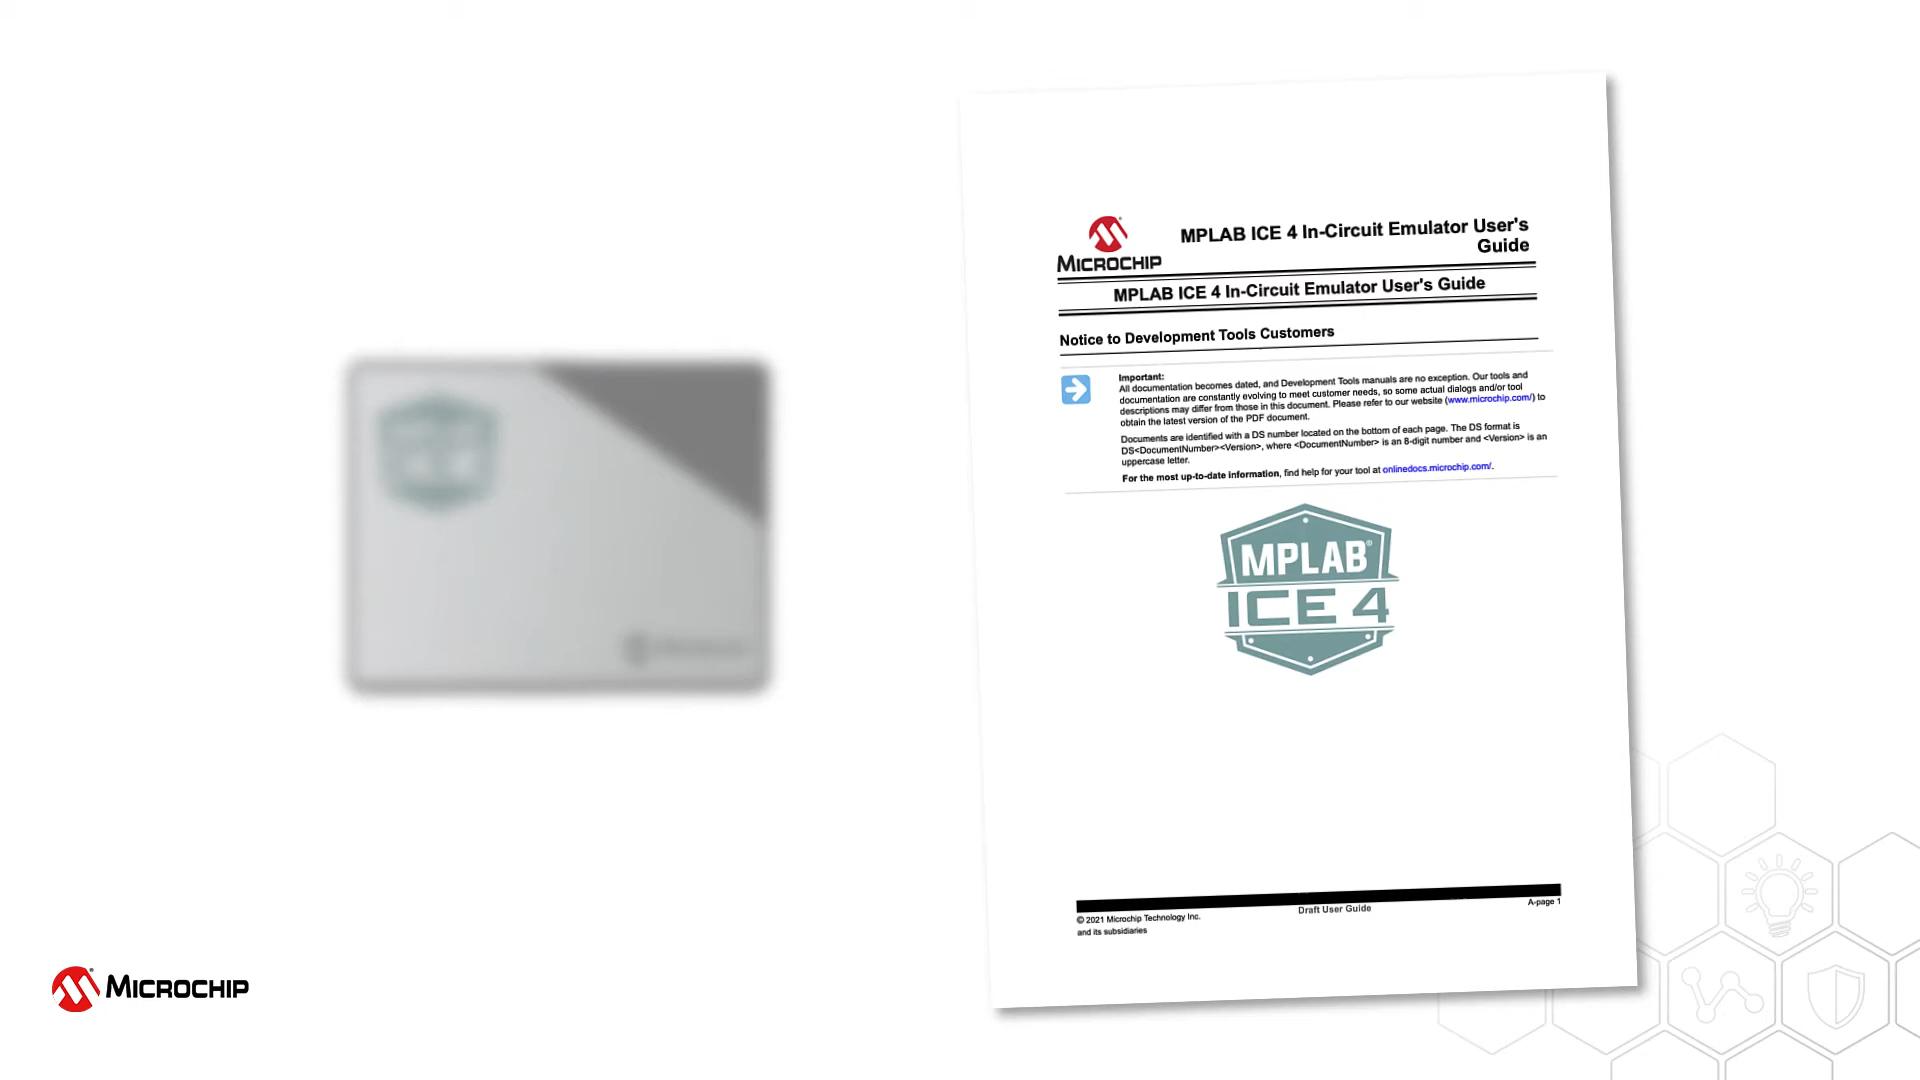 MICROCHIP
MPLAB ICE 4 In-Circuit Emulator User's
Guide
MPLAB ICE 4 In-Circuit Emulator User's Guide
Notice to Development Tools Customers
Important:
All documentation becomes dated, and Development Tools manuals are no exception. Our tools and
documentation are constantly evolving to meet customer needs, so some actual dialogs and/or tool
descriptions may differ from those in this document. Please refer to our website (www.microchip.com/) to
obtain the latest version of the PDF document.
Documents are identified with a DS number located on the bottom of each page. The DS format is
DS<DocumentNumber><Version>, where <DocumentNumber> is an 8-digit number and <Version> is an
uppercase letter.
For the most up-to-date information, find help for your tool at onlinedocs.microchip.com/.
MPLAB®
ICE 4
© 2021 Microchip Technology Inc.
and its subsidiaries
Draft User Guide
A-page 1
MICROCHIP